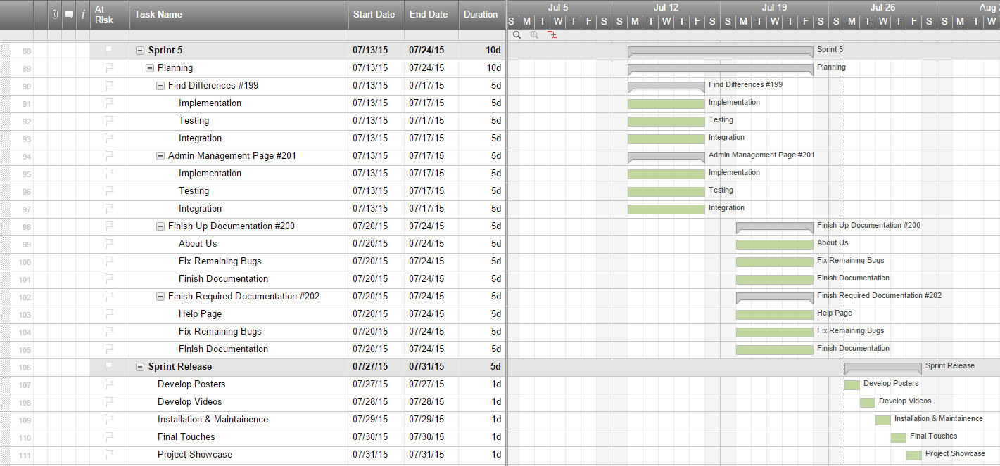 At Risk Task Name Start Date End Date Duration Jul 5 Jul 12 Jul 19 Jul 26 Aug
S M T W T F S S M T W T F S S M T W T F S S M T W T F S S M T W
88 Sprint 5 07/13/15 07/24/15 10d Sprint 5
89 Planning 07/13/15 07/24/15 10d Planning
90 Find Differences #199 07/13/15 07/17/15 5d Find Differences #199
91 Implementation 07/13/15 07/17/15 5d Implementation
92 Testing 07/13/15 07/17/15 5d Testing
93 Integration 07/13/15 07/17/15 5d Integration
94 Admin Management Page #201 07/13/15 07/17/15 5d Admin Management Page #201
95 Implementation 07/13/15 07/17/15 5d Implementation
96 Testing 07/13/15 07/17/15 5d Testing
97 Integration 07/13/15 07/17/15 5d Integration
98 Finish Up Documentation #200 07/20/15 07/24/15 5d Finish Up Documentation #200
99 About Us 07/20/15 07/24/15 5d About Us
100 Fix Remaining Bugs 07/20/15 07/24/15 5d Fix Remaining Bugs
101 Finish Documentation 07/20/15 07/24/15 5d Finish Documentation
102 Finish Required Documentation #202 07/20/15 07/24/15 5d Finish Required Documentation #202
103 Help Page 07/20/15 07/24/15 5d Help Page
104 Fix Remaining Bugs 07/20/15 07/24/15 5d Fix Remaining Bugs
105 Finish Documentation 07/20/15 07/24/15 5d Finish Documentation
106 Sprint Release 07/27/15 07/31/15 5d Sprint Release
107 Develop Posters 07/27/15 07/27/15 1d Develop Posters
108 Develop Videos 07/28/15 07/28/15 1d Develop Videos
109 Installation & Maintainence 07/29/15 07/29/15 1d Installation & Maintainence
110 Final Touches 07/30/15 07/30/15 1d Final Touches
111 Project Showcase 07/31/15 07/31/15 1d Project Showcase